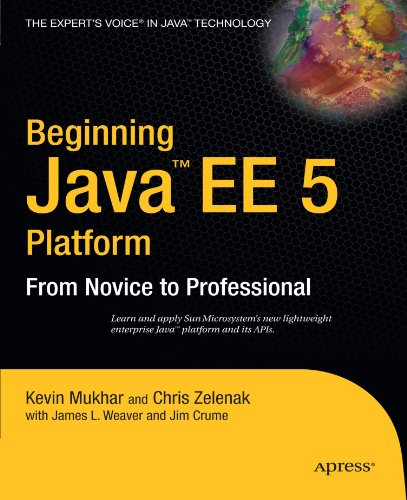 THE EXPERT'S VOICE® IN JAVA™ TECHNOLOGY
Beginning
Java™ EE 5
Platform
From Novice to Professional
Learn and apply Sun Microsystem's new lightweight
enterprise Java™ platform and its APIs.
Kevin Mukhar and Chris Zelenak
with James L. Weaver and Jim Crume
Apress®